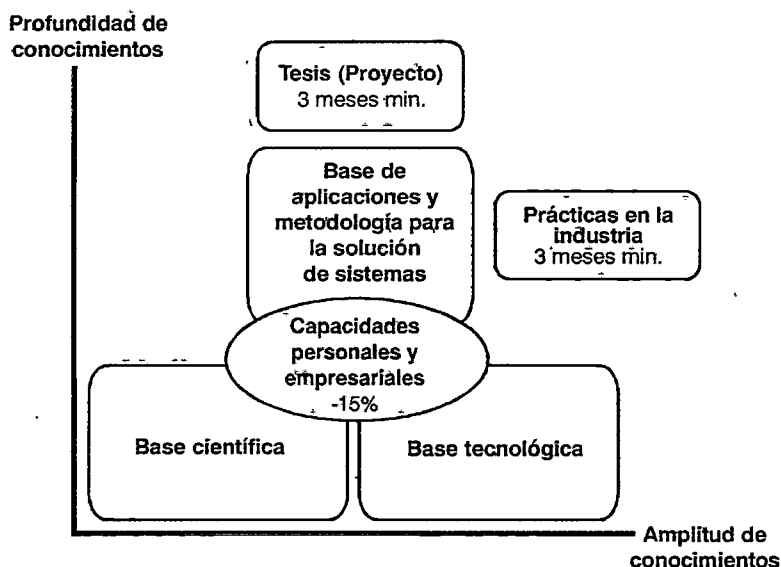 Profundidad de
conocimientos
Tesis (Proyecto)
3 meses min.
Base de
aplicaciones y
metodología para
la solución
de sistemas
Prácticas en la
industria
3 meses min.
Capacidades
personales y
empresariales
-15%
Base científica
Base tecnológica
Amplitud de
conocimientos